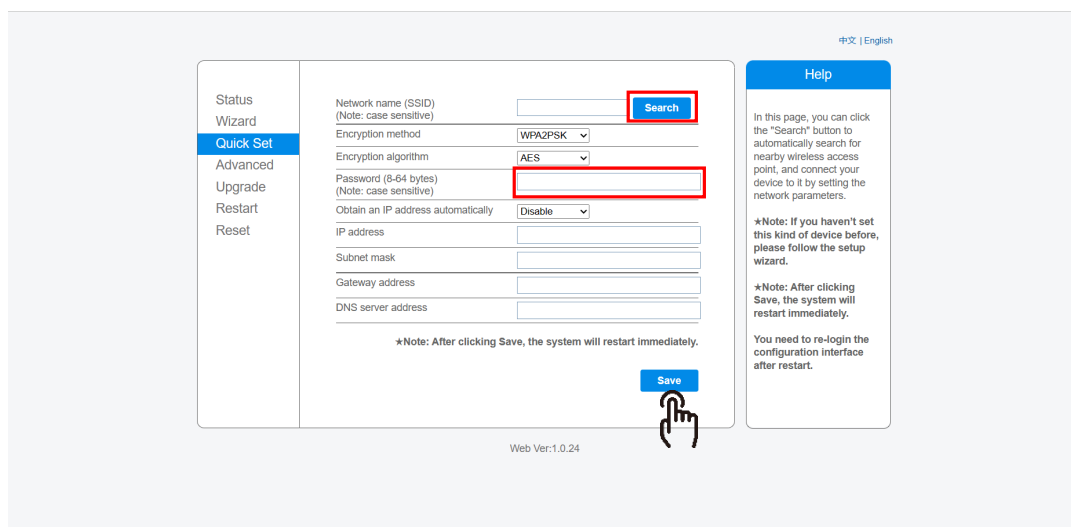 中文 | English
Status
Wizard
Quick Set
Advanced
Upgrade
Restart
Reset
Network name (SSID)
(Note: case sensitive)
Search
Encryption method
WPA2PSK
Encryption algorithm
AES
Password (8-64 bytes)
(Note: case sensitive)
Obtain an IP address automatically
Disable
IP address
Subnet mask
Gateway address
DNS server address
★Note: After clicking Save, the system will restart immediately.
Save
Help
In this page, you can click
the "Search" button to
automatically search for
nearby wireless access
point, and connect your
device to it by setting the
network parameters.
★Note: If you haven't set
this kind of device before,
please follow the setup
wizard.
★Note: After clicking
Save, the system will
restart immediately.
You need to re-login the
configuration interface
after restart.
Web Ver:1.0.24